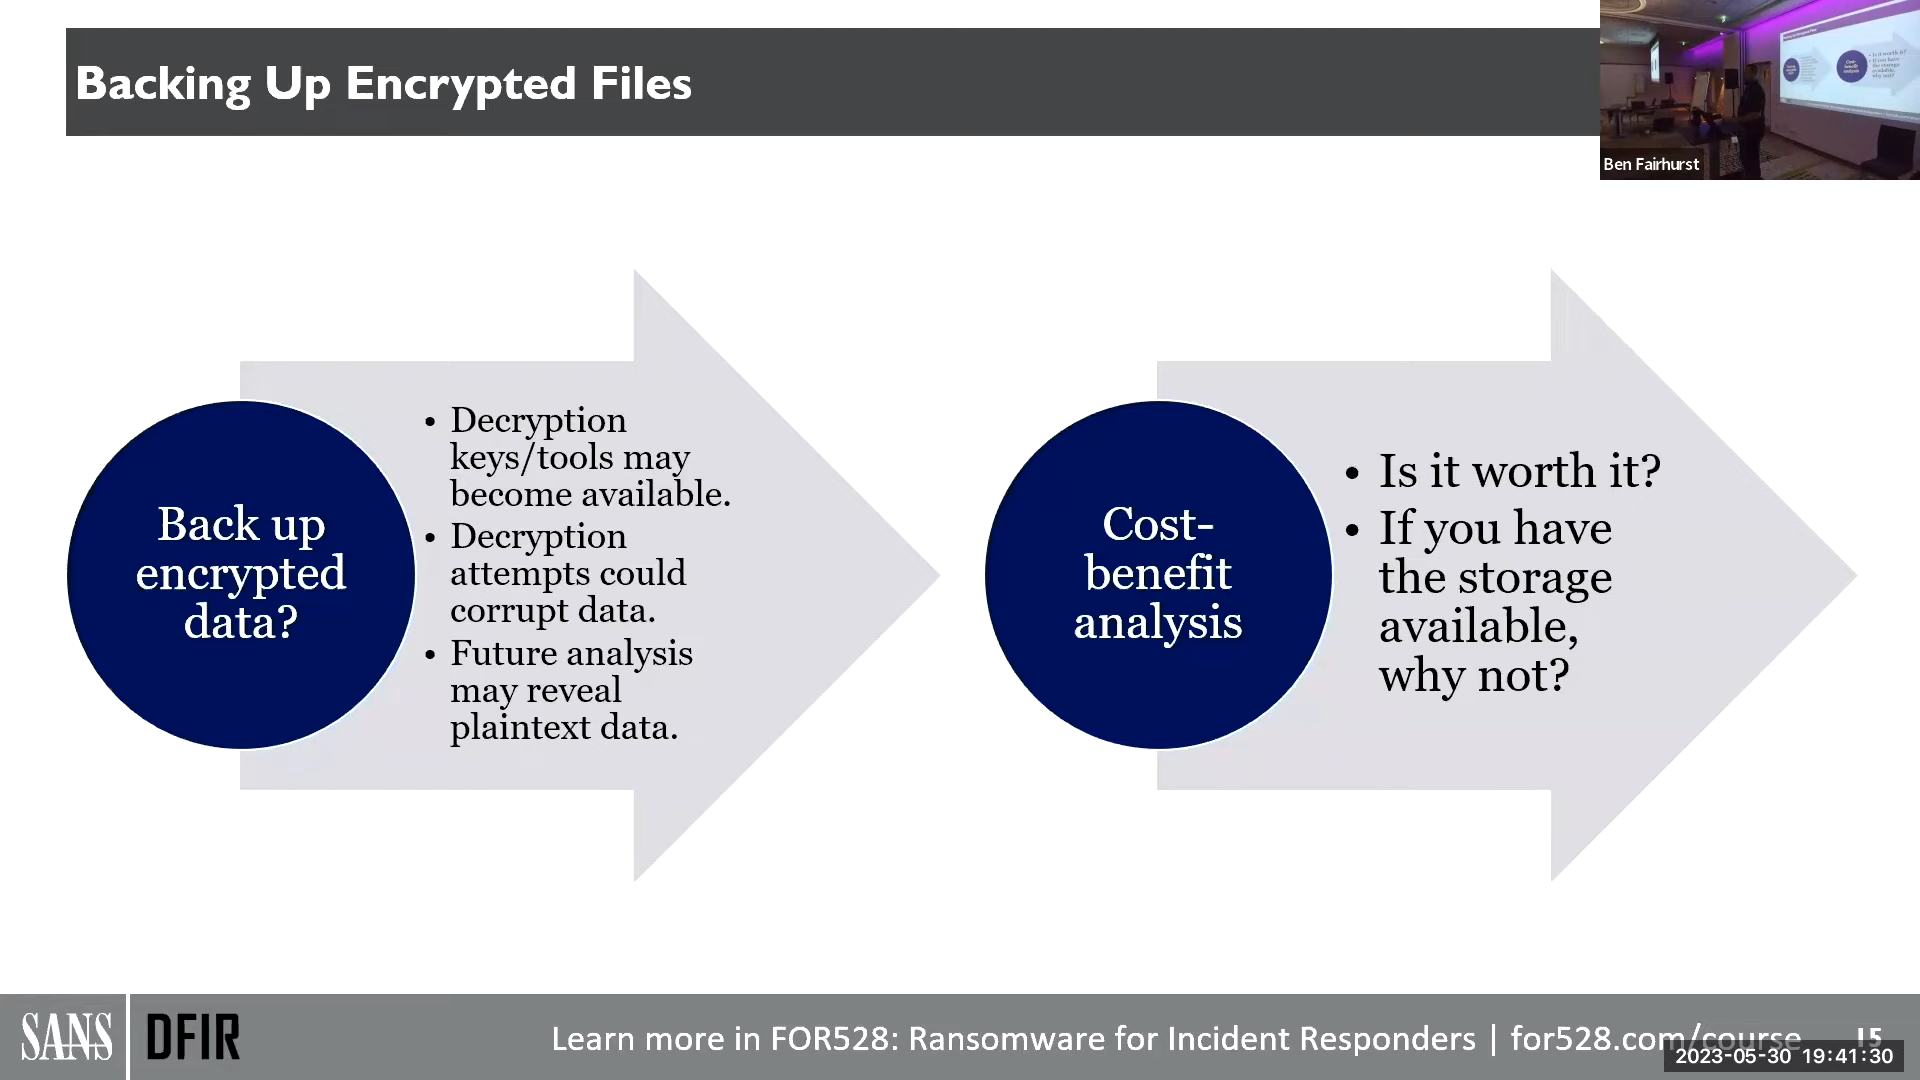 Backing Up Encrypted Files
Ben Fairhurst
Back up
encrypted
data?
• Decryption
keys/tools may
become available.
• Decryption
attempts could
corrupt data.
• Future analysis
may reveal
plaintext data.
Cost-
benefit
analysis
• Is it worth it?
• If you have
the storage
available,
why not?
SANS DFIR
Learn more in FOR528: Ransomware for Incident Responders | for528.com/course 15
2023-05-30 19:41:30